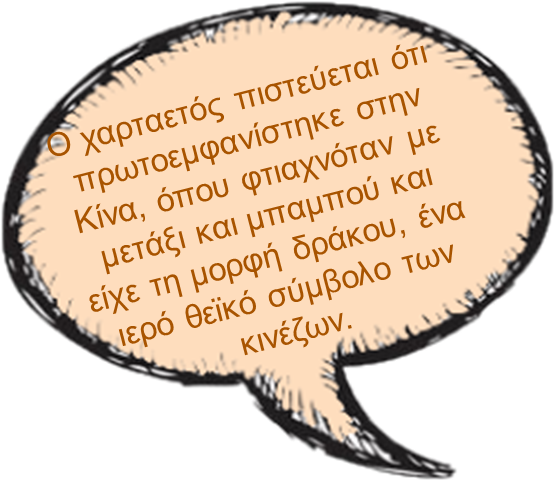 Ο χαρταετός πιστεύεται ότι
πρωτοεμφανίστηκε στην
Κίνα, όπου φτιαχνόταν με
μετάξι και μπαμπού και
είχε τη μορφή δράκου, ένα
ιερό θεϊκό σύμβολο των
κινέζων.